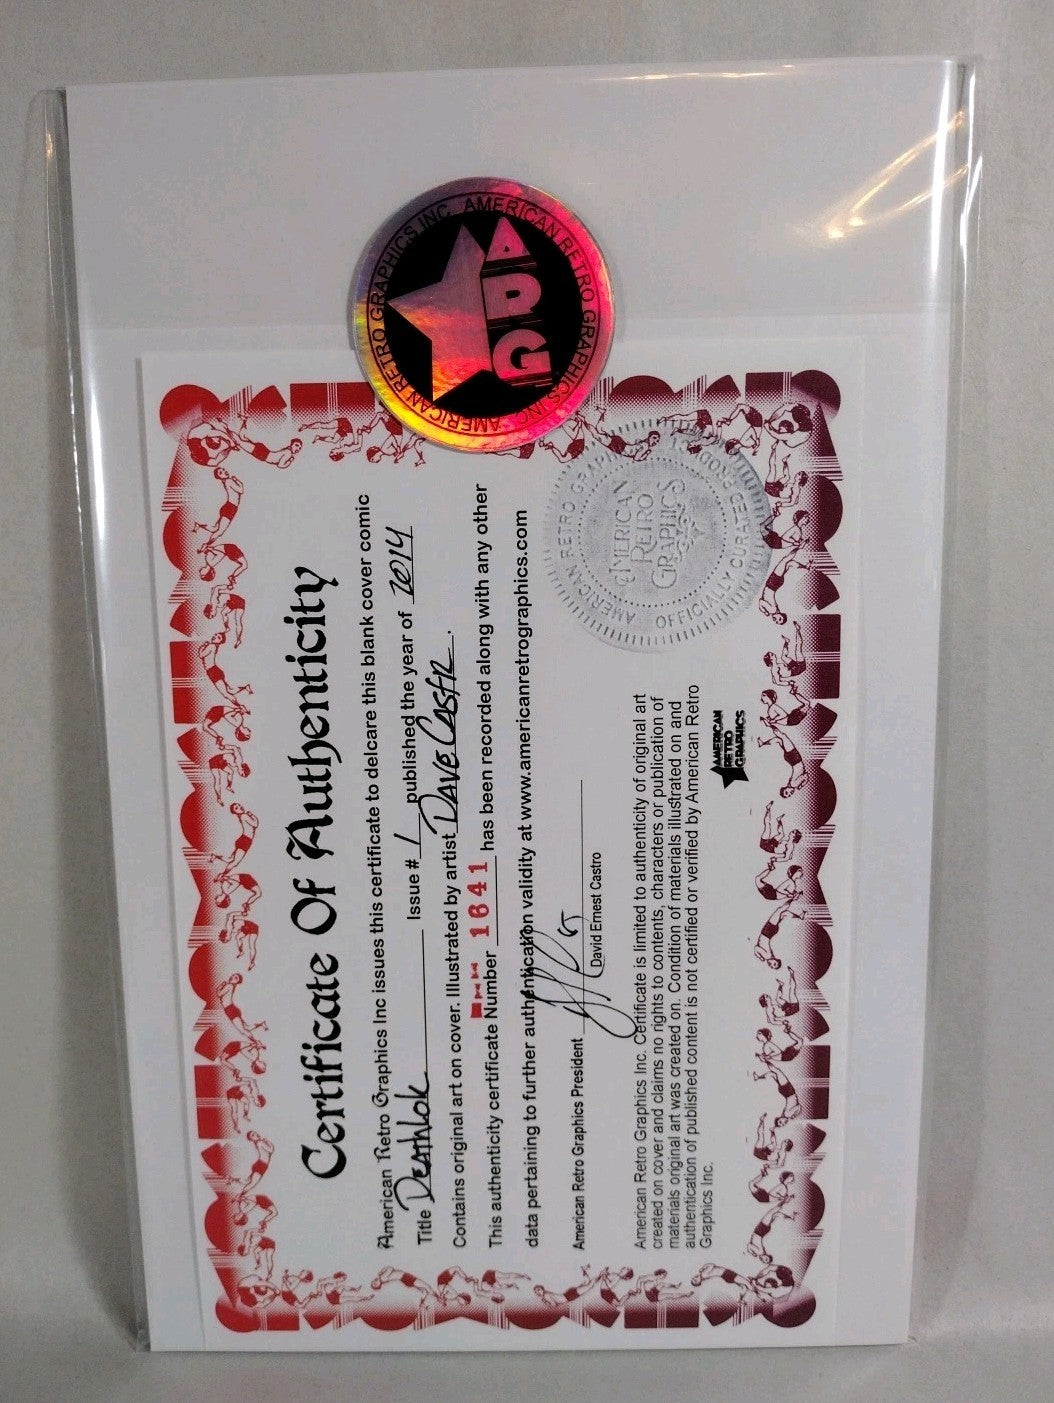 AMERICAN RETRO GRAPHICS INC. AMERICAN RETRO GRAPHICS INC.
ARG
Certificate Of Authenticity
American Retro Graphics Inc issues this certificate to delcare this blank cover comic
Title Deathlok Issue # 1 published the year of 2014
Contains original art on cover. Illustrated by artist Dave Castr.
This authenticity certificate Number 1641 has been recorded along with any other
data pertaining to further authentication validity at www.americanretrographics.com
American Retro Graphics President
David Ernest Castro
American Retro Graphics Inc. Certificate is limited to authenticity of original art
created on cover and claims no rights to contents, characters or publication of
materials original art was created on. Condition of materials illustrated on and
authentication of published content is not certified or verified by American Retro
Graphics Inc.
AMERICAN
RETRO
GRAPHICS
AMERICAN RETRO GRAPHICS
OFFICIALLY CURATED
AMERICAN
RETRO
GRAPHICS